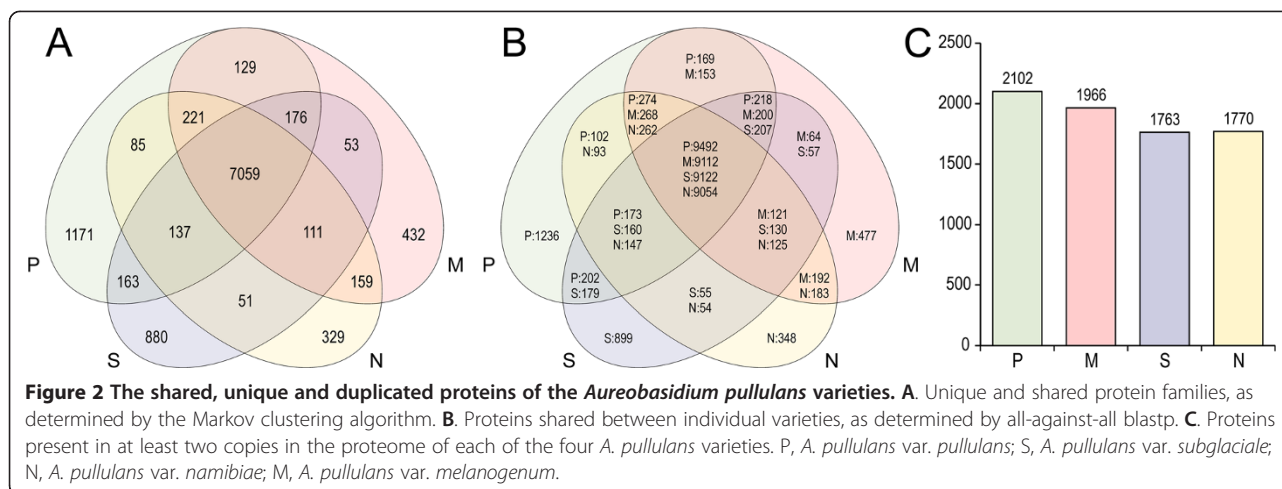 A
129
221
176
85
53
7059
1171
137
111
432
P
M
163
159
51
880
329
S
N
B
P:169
M:153
P:274
M:268
N:262
P:218
M:200
S:207
P:102
N:93
M:64
S:57
P:9492
M:9112
S:9122
N:9054
P:1236
P:173
S:160
N:147
M:121
S:130
N:125
M:477
P
M
P:202
S:179
M:192
N:183
S:55
N:54
S:899
N:348
S
N
C
2500
2000
1500
1000
500
0
2102
1966
1763
1770
P M S N
Figure 2 The shared, unique and duplicated proteins of the Aureobasidium pullulans varieties. A. Unique and shared protein families, as
determined by the Markov clustering algorithm. B. Proteins shared between individual varieties, as determined by all-against-all blastp. C. Proteins
present in at least two copies in the proteome of each of the four A. pullulans varieties. P, A. pullulans var. pullulans; S, A. pullulans var. subglaciale;
N, A. pullulans var. namibiae; M, A. pullulans var. melanogenum.